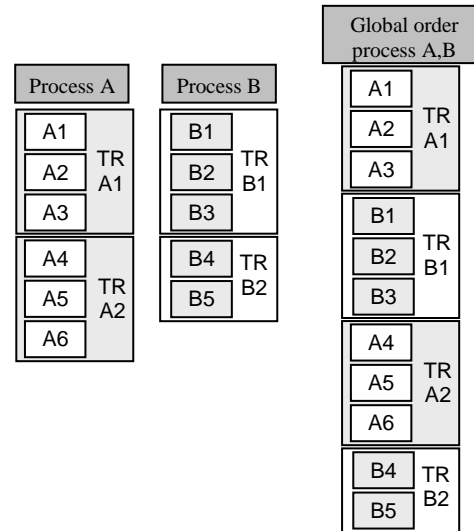 Process A
A1
A2
A3
TR
A1
A4
A5
A6
TR
A2
Process B
B1
B2
B3
TR
B1
B4
B5
TR
B2
Global order
process A,B
A1
A2
A3
TR
A1
B1
B2
B3
TR
B1
A4
A5
A6
TR
A2
B4
B5
TR
B2